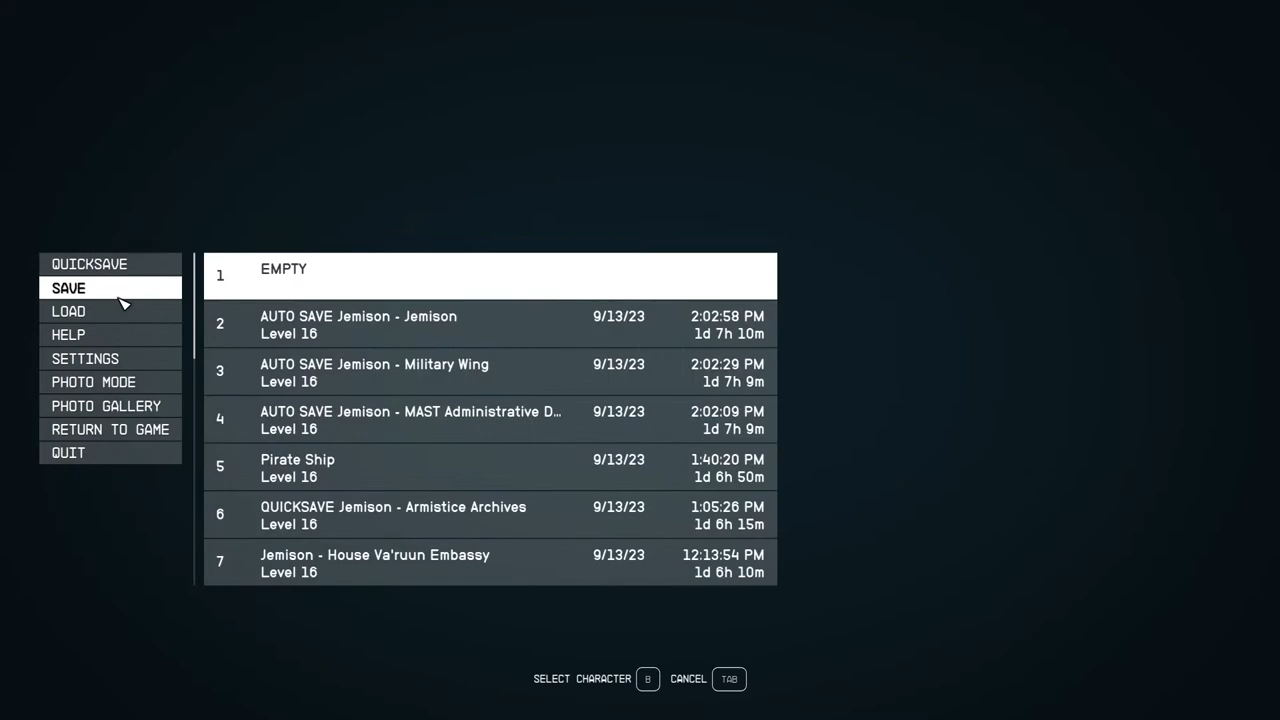 QUICKSAVE
SAVE
LOAD
HELP
SETTINGS
PHOTO MODE
PHOTO GALLERY
RETURN TO GAME
QUIT
1 EMPTY
2 AUTO SAVE Jemison - Jemison 9/13/23 2:02:58 PM
Level 16 1d 7h 10m
3 AUTO SAVE Jemison - Military Wing 9/13/23 2:02:29 PM
Level 16 1d 7h 9m
4 AUTO SAVE Jemison - MAST Administrative D... 9/13/23 2:02:09 PM
Level 16 1d 7h 9m
5 Pirate Ship 9/13/23 1:40:20 PM
Level 16 1d 6h 50m
6 QUICKSAVE Jemison - Armistice Archives 9/13/23 1:05:26 PM
Level 16 1d 6h 15m
7 Jemison - House Va'ruun Embassy 9/13/23 12:13:54 PM
Level 16 1d 6h 10m
SELECT CHARACTER B CANCEL TAB